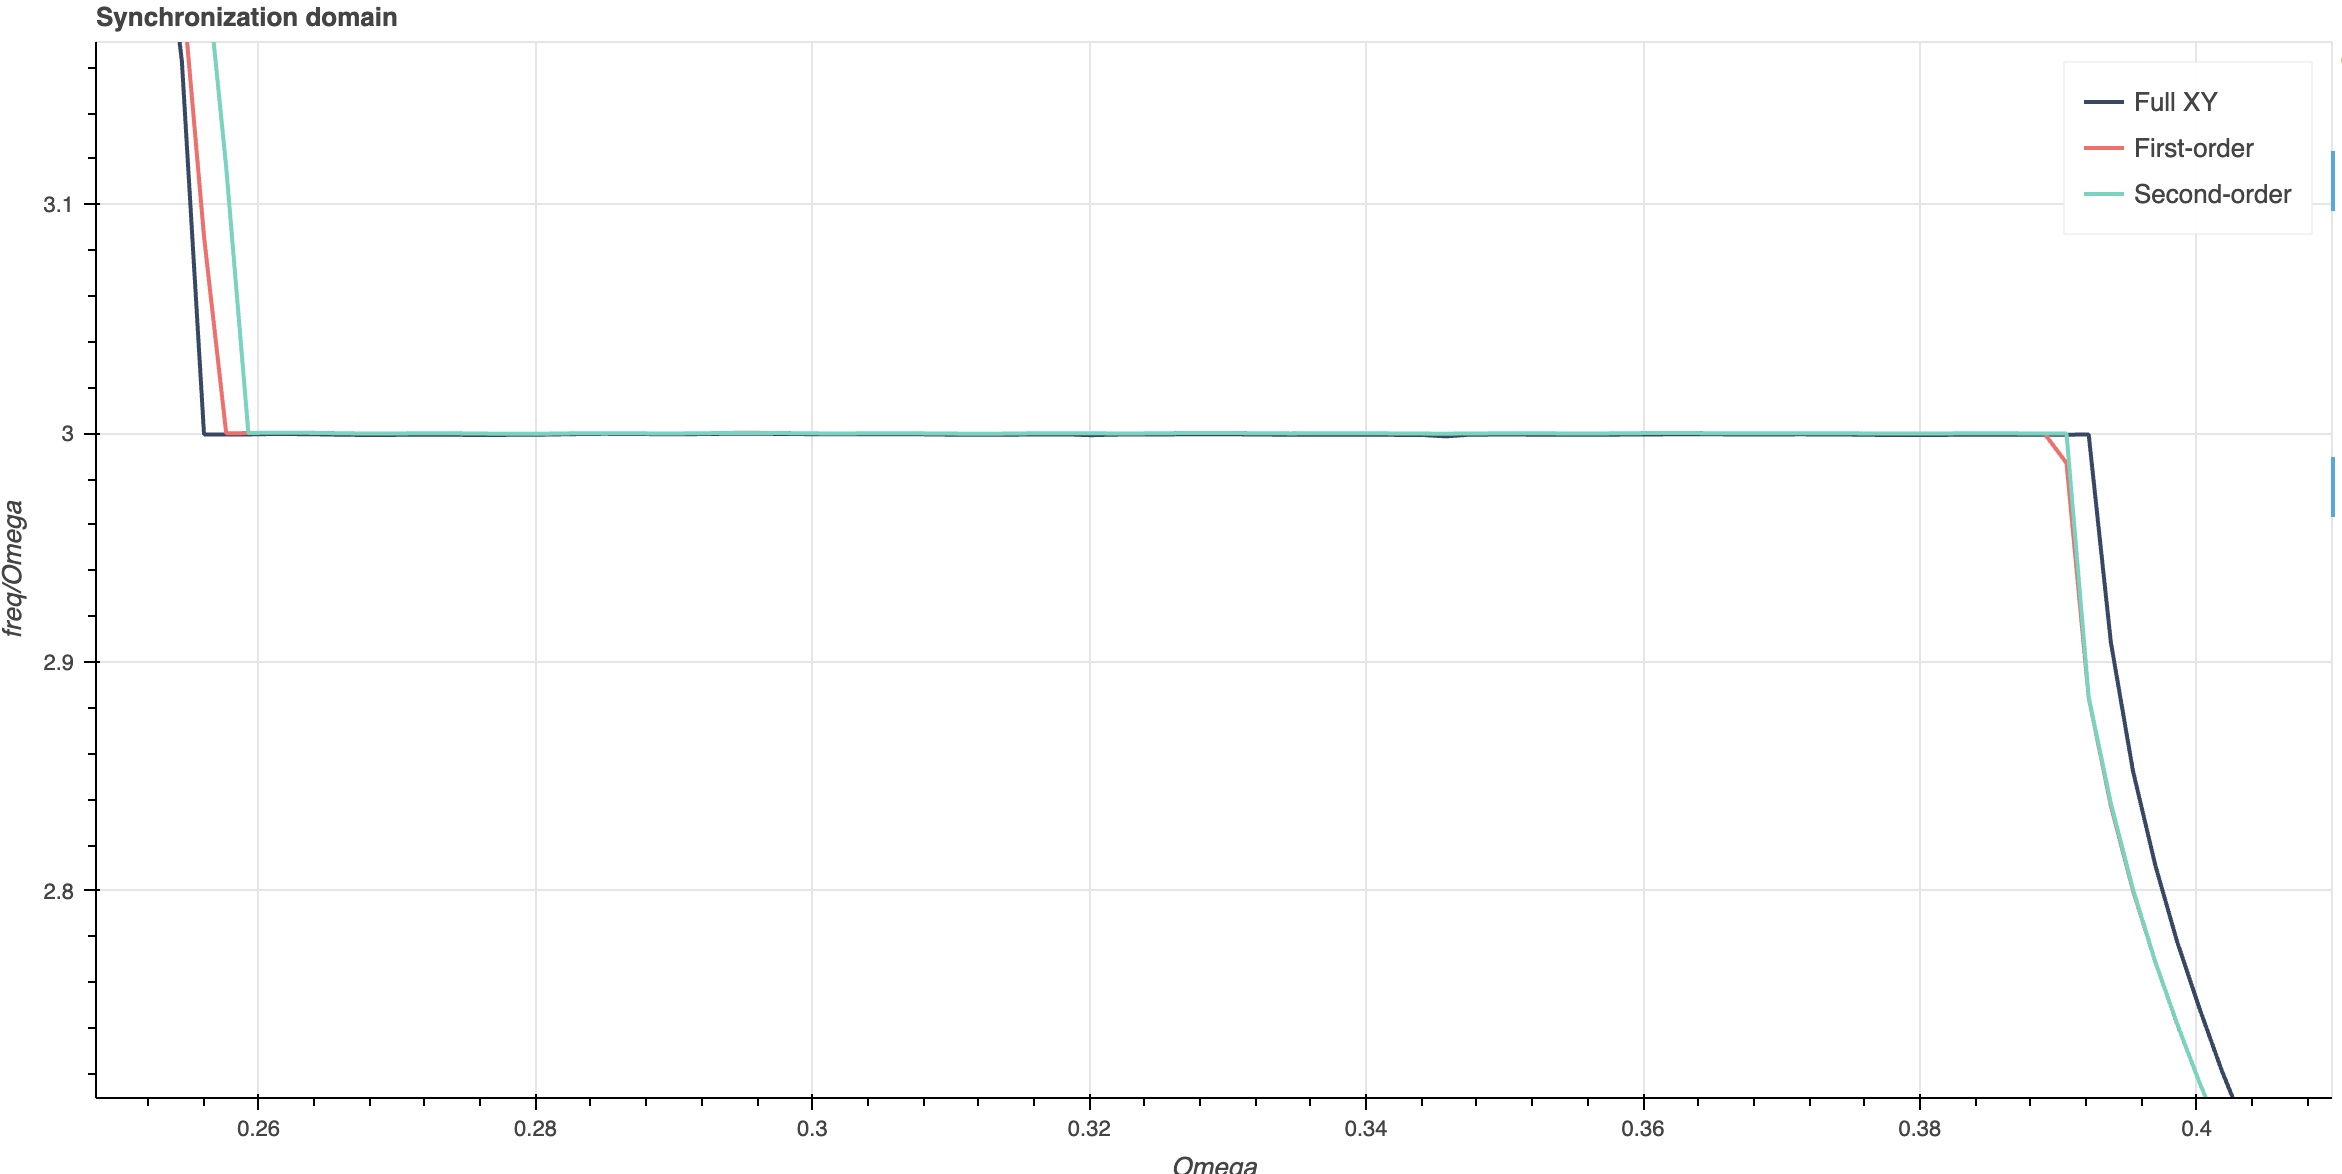 Synchronization domain
Full XY
First-order
Second-order
3.1
3
2.9
2.8
freq/Omega
0.26 0.28 0.3 0.32 0.34 0.36 0.38 0.4
Omega